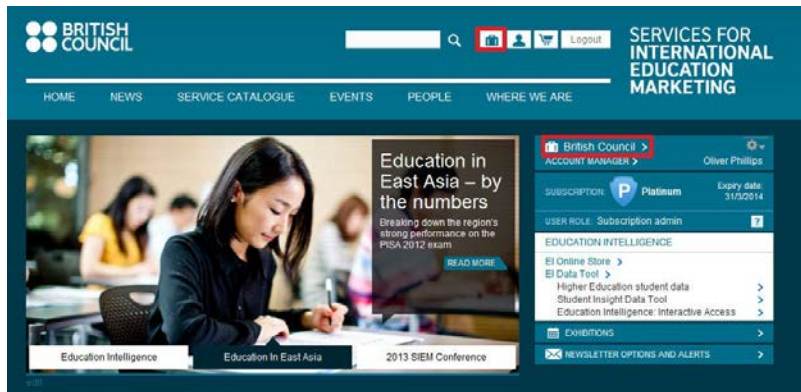 BRITISH
COUNCIL
Logout
SERVICES FOR
INTERNATIONAL
EDUCATION
MARKETING
HOME NEWS SERVICE CATALOGUE EVENTS PEOPLE WHERE WE ARE
Education in
East Asia – by
the numbers
Breaking down the region's
strong performance on the
PISA 2012 exam
READ MORE
Education Intelligence Education In East Asia 2013 SIEM Conference
edit
British Council >
ACCOUNT MANAGER > Oliver Phillips
SUBSCRIPTION: P Platinum Expiry date:
31/3/2014
USER ROLE: Subscription admin ?
EDUCATION INTELLIGENCE
EI Online Store >
EI Data Tool >
Higher Education student data >
Student Insight Data Tool >
Education Intelligence: Interactive Access >
EXHIBITIONS >
NEWSLETTER OPTIONS AND ALERTS >